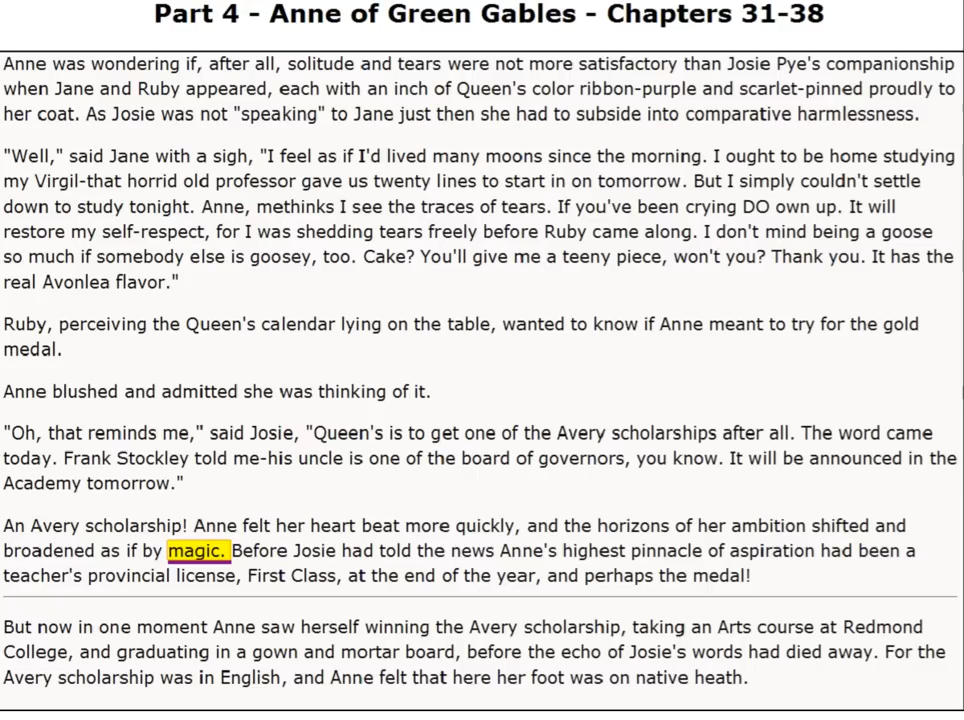 Part 4 - Anne of Green Gables - Chapters 31-38
Anne was wondering if, after all, solitude and tears were not more satisfactory than Josie Pye's companionship
when Jane and Ruby appeared, each with an inch of Queen's color ribbon-purple and scarlet-pinned proudly to
her coat. As Josie was not "speaking" to Jane just then she had to subside into comparative harmlessness.
"Well," said Jane with a sigh, "I feel as if I'd lived many moons since the morning. I ought to be home studying
my Virgil-that horrid old professor gave us twenty lines to start in on tomorrow. But I simply couldn't settle
down to study tonight. Anne, methinks I see the traces of tears. If you've been crying DO own up. It will
restore my self-respect, for I was shedding tears freely before Ruby came along. I don't mind being a goose
so much if somebody else is goosey, too. Cake? You'll give me a teeny piece, won't you? Thank you. It has the
real Avonlea flavor."
Ruby, perceiving the Queen's calendar lying on the table, wanted to know if Anne meant to try for the gold
medal.
Anne blushed and admitted she was thinking of it.
"Oh, that reminds me," said Josie, "Queen's is to get one of the Avery scholarships after all. The word came
today. Frank Stockley told me-his uncle is one of the board of governors, you know. It will be announced in the
Academy tomorrow."
An Avery scholarship! Anne felt her heart beat more quickly, and the horizons of her ambition shifted and
broadened as if by magic. Before Josie had told the news Anne's highest pinnacle of aspiration had been a
teacher's provincial license, First Class, at the end of the year, and perhaps the medal!
But now in one moment Anne saw herself winning the Avery scholarship, taking an Arts course at Redmond
College, and graduating in a gown and mortar board, before the echo of Josie's words had died away. For the
Avery scholarship was in English, and Anne felt that here her foot was on native heath.